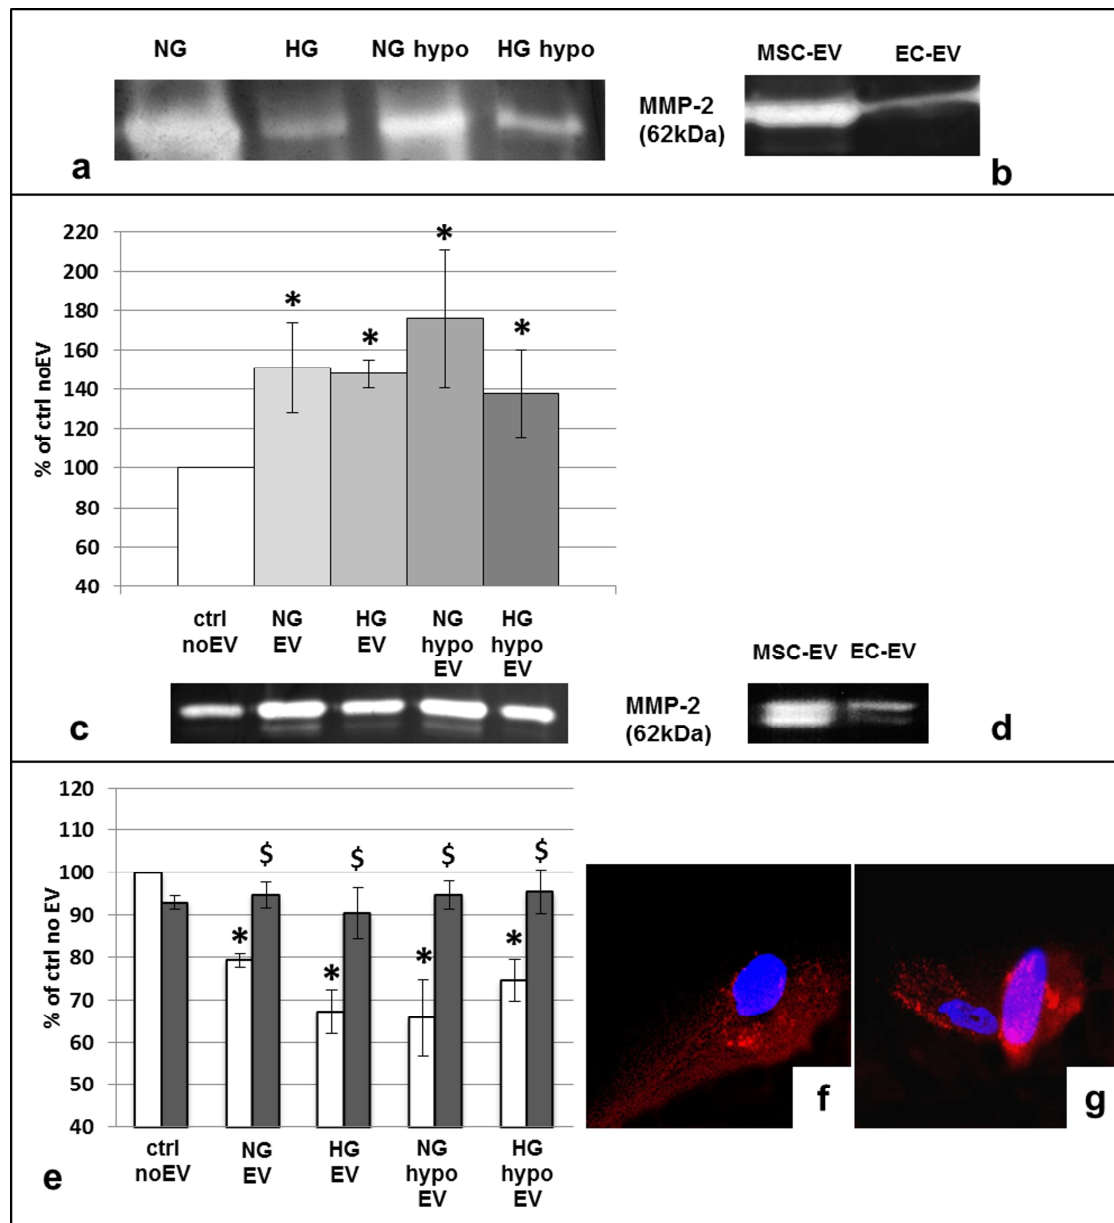 NG HG NG hypo HG hypo
MSC-EV EC-EV
MMP-2
(62kDa)
a
b
220
200
180
160
140
120
100
80
60
40
% of ctrl noEV
*
*
*
*
ctrl
noEV
NG
EV
HG
EV
NG
hypo
EV
HG
hypo
EV
MSC-EV EC-EV
MMP-2
(62kDa)
c
d
120
110
100
90
80
70
60
50
40
% of ctrl no EV
$ $ $ $
* * * *
ctrl
noEV
NG
EV
HG
EV
NG
hypo
EV
HG
hypo
EV
e
f
g